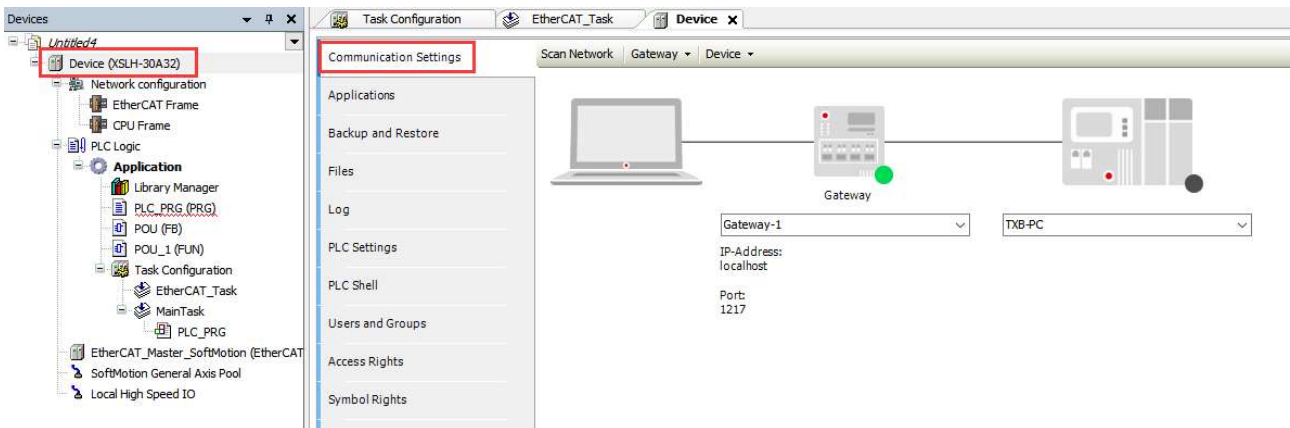 Devices
Untitled4
Device (XSLH-30A32)
Network configuration
EtherCAT Frame
CPU Frame
PLC Logic
Application
Library Manager
PLC_PRG (PRG)
POU (FB)
POU_1 (FUN)
Task Configuration
EtherCAT_Task
MainTask
PLC_PRG
EtherCAT_Master_SoftMotion (EtherCAT
SoftMotion General Axis Pool
Local High Speed IO
Task Configuration EtherCAT_Task Device
Communication Settings
Applications
Backup and Restore
Files
Log
PLC Settings
PLC Shell
Users and Groups
Access Rights
Symbol Rights
Scan Network Gateway Device
Gateway
Gateway-1 TXB-PC
IP-Address:
localhost
Port:
1217